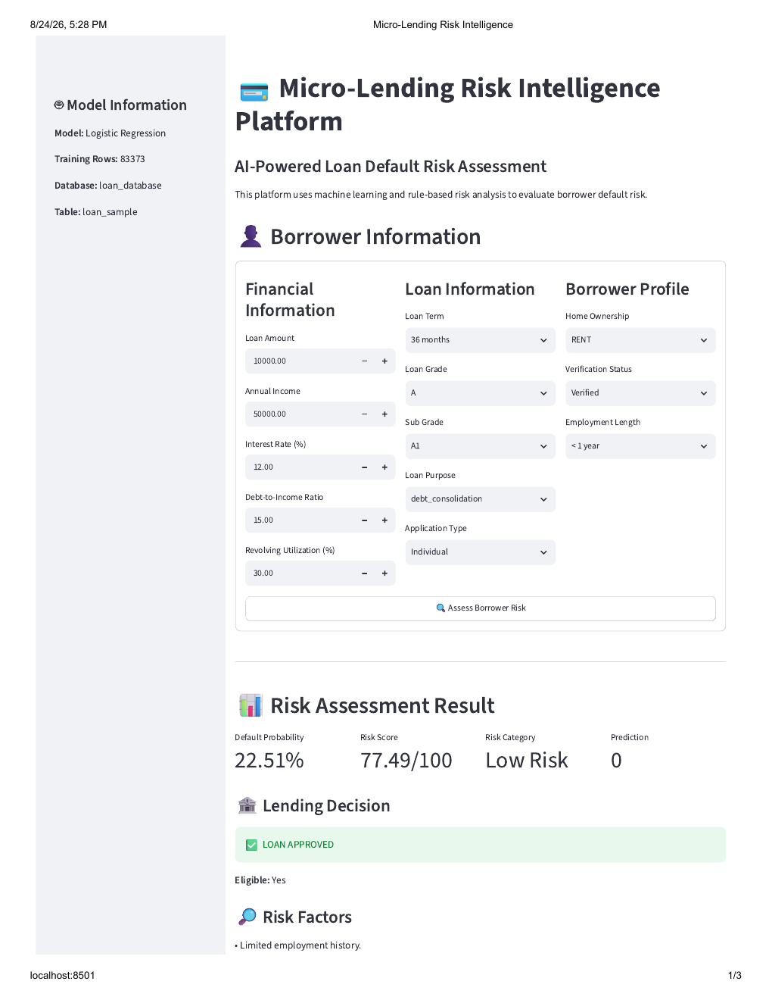 8/24/26, 5:28 PM
Micro-Lending Risk Intelligence
Model Information
Model: Logistic Regression
Training Rows: 83373
Database: loan_database
Table: loan_sample
Micro-Lending Risk Intelligence
Platform
AI-Powered Loan Default Risk Assessment
This platform uses machine learning and rule-based risk analysis to evaluate borrower default risk.
Borrower Information
Financial
Information
Loan Amount
10000.00
Annual Income
50000.00
Interest Rate (%)
12.00
Debt-to-Income Ratio
15.00
Revolving Utilization (%)
30.00
Loan Information
Loan Term
36 months
Loan Grade
A
Sub Grade
A1
Loan Purpose
debt_consolidation
Application Type
Individual
Borrower Profile
Home Ownership
RENT
Verification Status
Verified
Employment Length
< 1 year
Assess Borrower Risk
Risk Assessment Result
Default Probability
22.51%
Risk Score
77.49/100
Risk Category
Low Risk
Prediction
0
Lending Decision
LOAN APPROVED
Eligible: Yes
Risk Factors
• Limited employment history.
localhost:8501
1/3